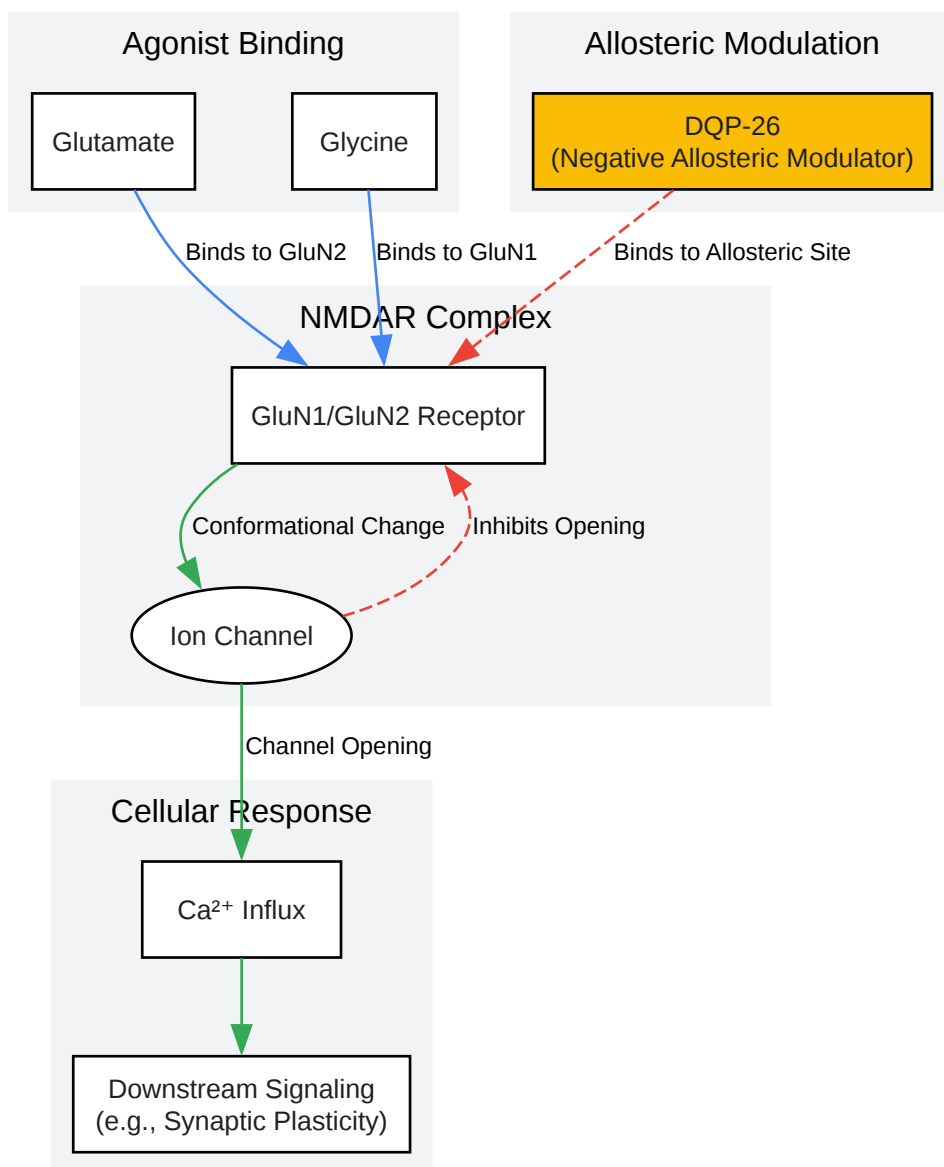 Agonist Binding
Allosteric Modulation
Glutamate
Glycine
DQP-26
(Negative Allosteric Modulator)
Binds to GluN2
Binds to GluN1
Binds to Allosteric Site
NMDAR Complex
GluN1/GluN2 Receptor
Conformational Change
Inhibits Opening
Ion Channel
Channel Opening
Cellular Response
Ca²⁺ Influx
Downstream Signaling
(e.g., Synaptic Plasticity)